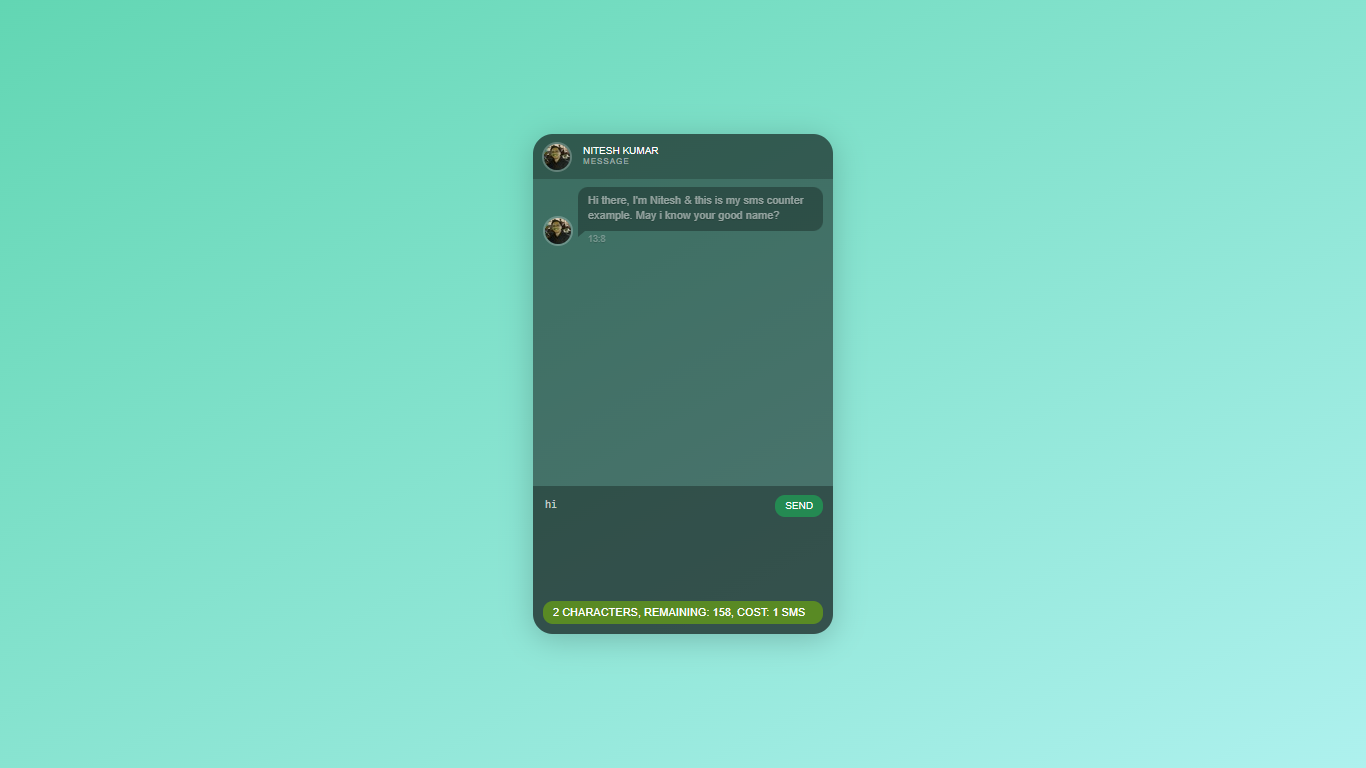 NITESH KUMAR
MESSAGE
Hi there, I'm Nitesh & this is my sms counter
example. May i know your good name?
13:8
hi
SEND
2 CHARACTERS, REMAINING: 158, COST: 1 SMS